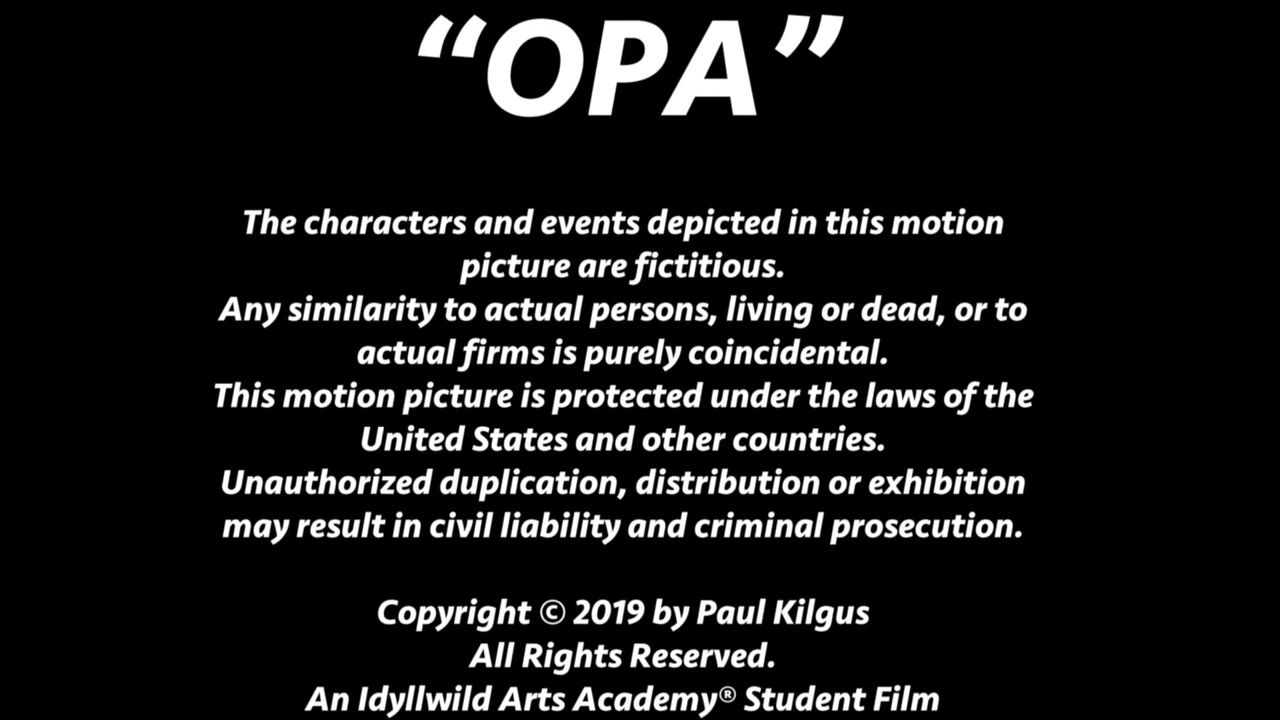 “OPA”
The characters and events depicted in this motion
picture are fictitious.
Any similarity to actual persons, living or dead, or to
actual firms is purely coincidental.
This motion picture is protected under the laws of the
United States and other countries.
Unauthorized duplication, distribution or exhibition
may result in civil liability and criminal prosecution.
Copyright © 2019 by Paul Kilgus
All Rights Reserved.
An Idyllwild Arts Academy® Student Film